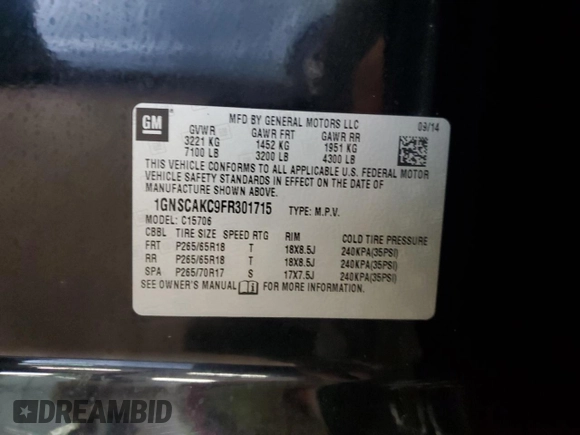 GM
MFD BY GENERAL MOTORS LLC
03/14
GVWR GAWR FRT GAWR RR
3221 KG 1452 KG 1951 KG
7100 LB 3200 LB 4300 LB
THIS VEHICLE CONFORMS TO ALL APPLICABLE U.S. FEDERAL MOTOR
VEHICLE SAFETY STANDARDS IN EFFECT ON THE DATE OF
MANUFACTURE SHOWN ABOVE.
1GNSCAKC9FR301715 TYPE: M.P.V.
MODEL: C15706
CBBL TIRE SIZE SPEED RTG RIM COLD TIRE PRESSURE
FRT P265/65R18 T 18X8.5J 240KPA(35PSI)
RR P265/65R18 T 18X8.5J 240KPA(35PSI)
SPA P265/70R17 S 17X7.5J 240KPA(35PSI)
SEE OWNER'S MANUAL FOR MORE INFORMATION
DREAMBID